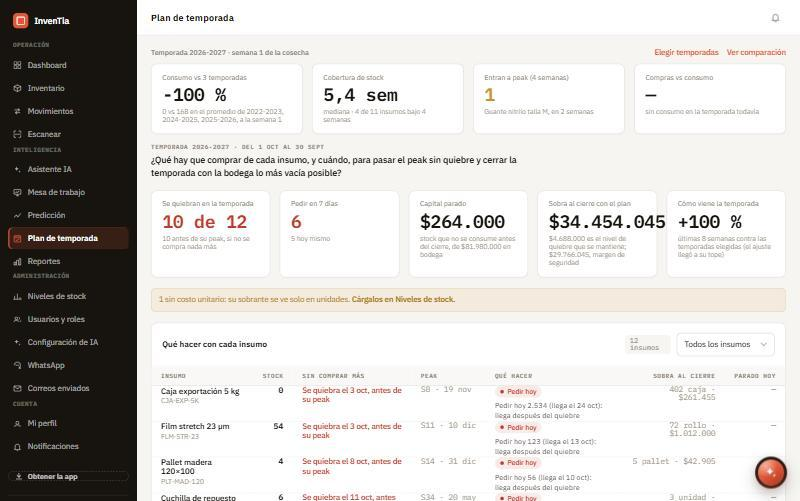 InvenTIa
OPERACIÓN
Dashboard
Inventario
Movimientos
Escanear
INTELIGENCIA
Asistente IA
Mesa de trabajo
Predicción
Plan de temporada
Reportes
ADMINISTRACIÓN
Niveles de stock
Usuarios y roles
Configuración de IA
WhatsApp
Correos enviados
CUENTA
Mi perfil
Notificaciones
Obtener la app
Plan de temporada
Temporada 2026-2027 · semana 1 de la cosecha
Elegir temporadas Ver comparación
Consumo vs 3 temporadas
-100 %
0 vs 168 en el promedio de 2022-2023,
2024-2025, 2025-2026, a la semana 1
Cobertura de stock
5,4 sem
mediana · 4 de 11 insumos bajo 4
semanas
Entran a peak (4 semanas)
1
Guante nitrilo talla M, en 2 semanas
Compras vs consumo
—
sin consumo en la temporada todavía
TEMPORADA 2026-2027 · DEL 1 OCT AL 30 SEPT
¿Qué hay que comprar de cada insumo, y cuándo, para pasar el peak sin quiebre y cerrar la
temporada con la bodega lo más vacía posible?
Se quiebran en la temporada
10 de 12
10 antes de su peak, si no se
compra nada más
Pedir en 7 días
6
5 hoy mismo
Capital parado
$264.000
stock que no se consume antes
del cierre, de $81.980.000 en
bodega
Sobra al cierre con el plan
$34.454.045
$4.688.000 es el nivel de
quiebre que se mantiene;
$29.766.045, margen de
seguridad
Cómo viene la temporada
+100 %
últimas 8 semanas contra las
temporadas elegidas (el ajuste
llegó a su tope)
1 sin costo unitario: su sobrante se ve solo en unidades. Cárgalos en Niveles de stock.
Qué hacer con cada insumo
12
insumos
Todos los insumos
INSUMO STOCK SIN COMPRAR MÁS PEAK QUÉ HACER SOBRA AL CIERRE PARADO HOY
Caja exportación 5 kg
CJA-EXP-5K
0
Se quiebra el 3 oct, antes de
su peak
S8 · 19 nov
Pedir hoy
Pedir hoy 2.534 (llega el 24 oct):
llega después del quiebre
402 caja ·
$261.455
—
Film stretch 23 µm
FLM-STR-23
54
Se quiebra el 8 oct, antes de
su peak
S11 · 10 dic
Pedir hoy
Pedir hoy 123 (llega el 13 oct):
llega después del quiebre
72 rollo ·
$1.012.000
—
Pallet madera
120×100
PLT-MAD-120
4
Se quiebra el 8 oct, antes de
su peak
S14 · 31 dic
Pedir hoy
Pedir hoy 56 (llega el 10 oct):
llega después del quiebre
5 pallet · $42.905
—
Cuchilla de repuesto
6
Se quiebra el 11 oct, antes
S34 · 20 may
Pedir hoy
3 unidad ·
—